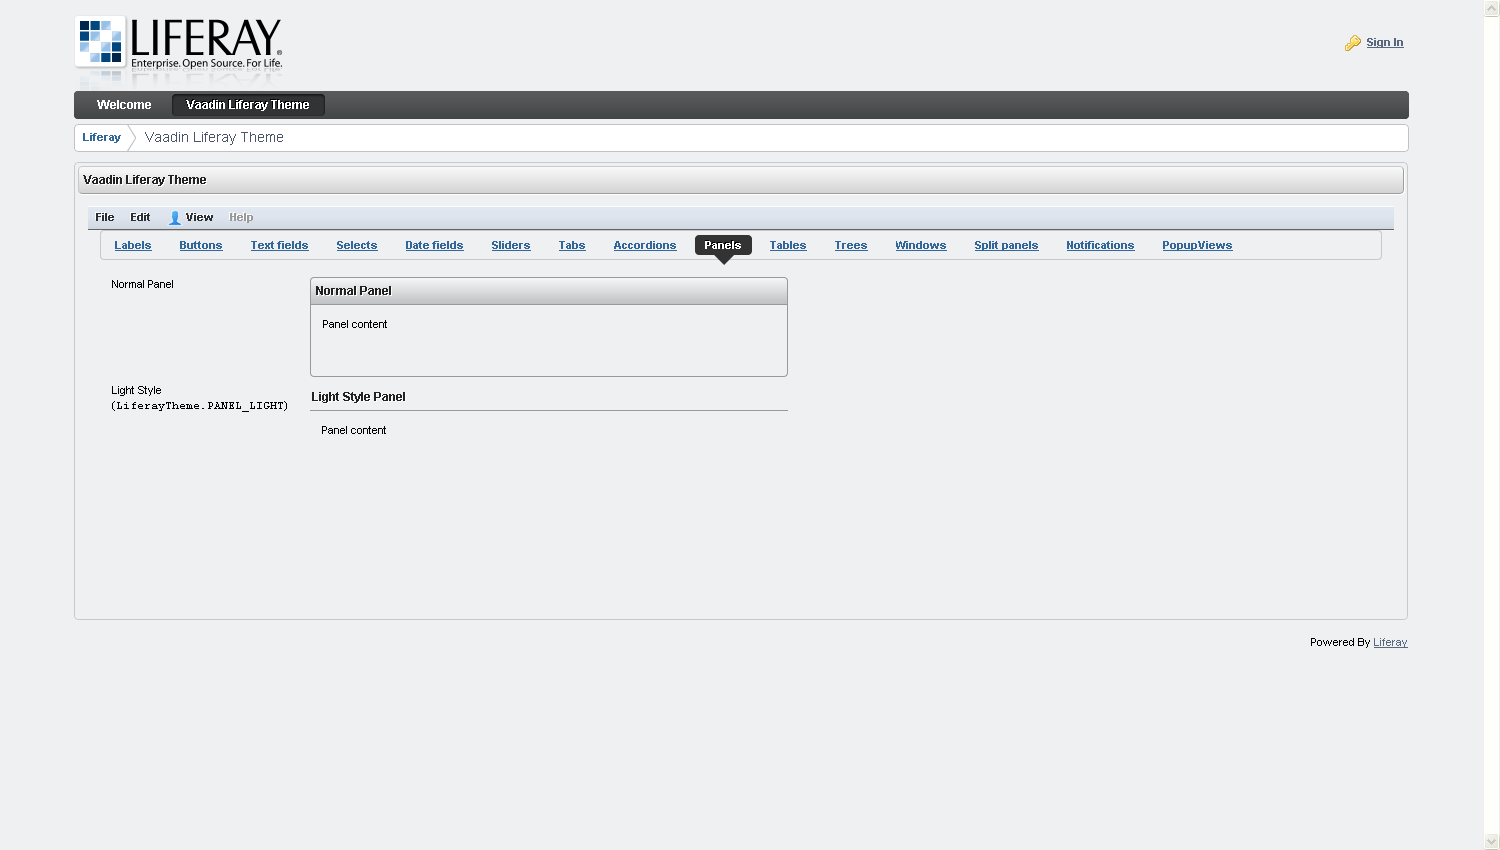 LIFERAY.
Enterprise. Open Source. For Life.
Sign In
Welcome Vaadin Liferay Theme
Liferay Vaadin Liferay Theme
Vaadin Liferay Theme
File Edit View Help
Labels Buttons Text fields Selects Date fields Sliders Tabs Accordions Panels Tables Trees Windows Split panels Notifications PopupViews
Normal Panel
Normal Panel
Panel content
Light Style
(LiferayTheme.PANEL_LIGHT)
Light Style Panel
Panel content
Powered By Liferay